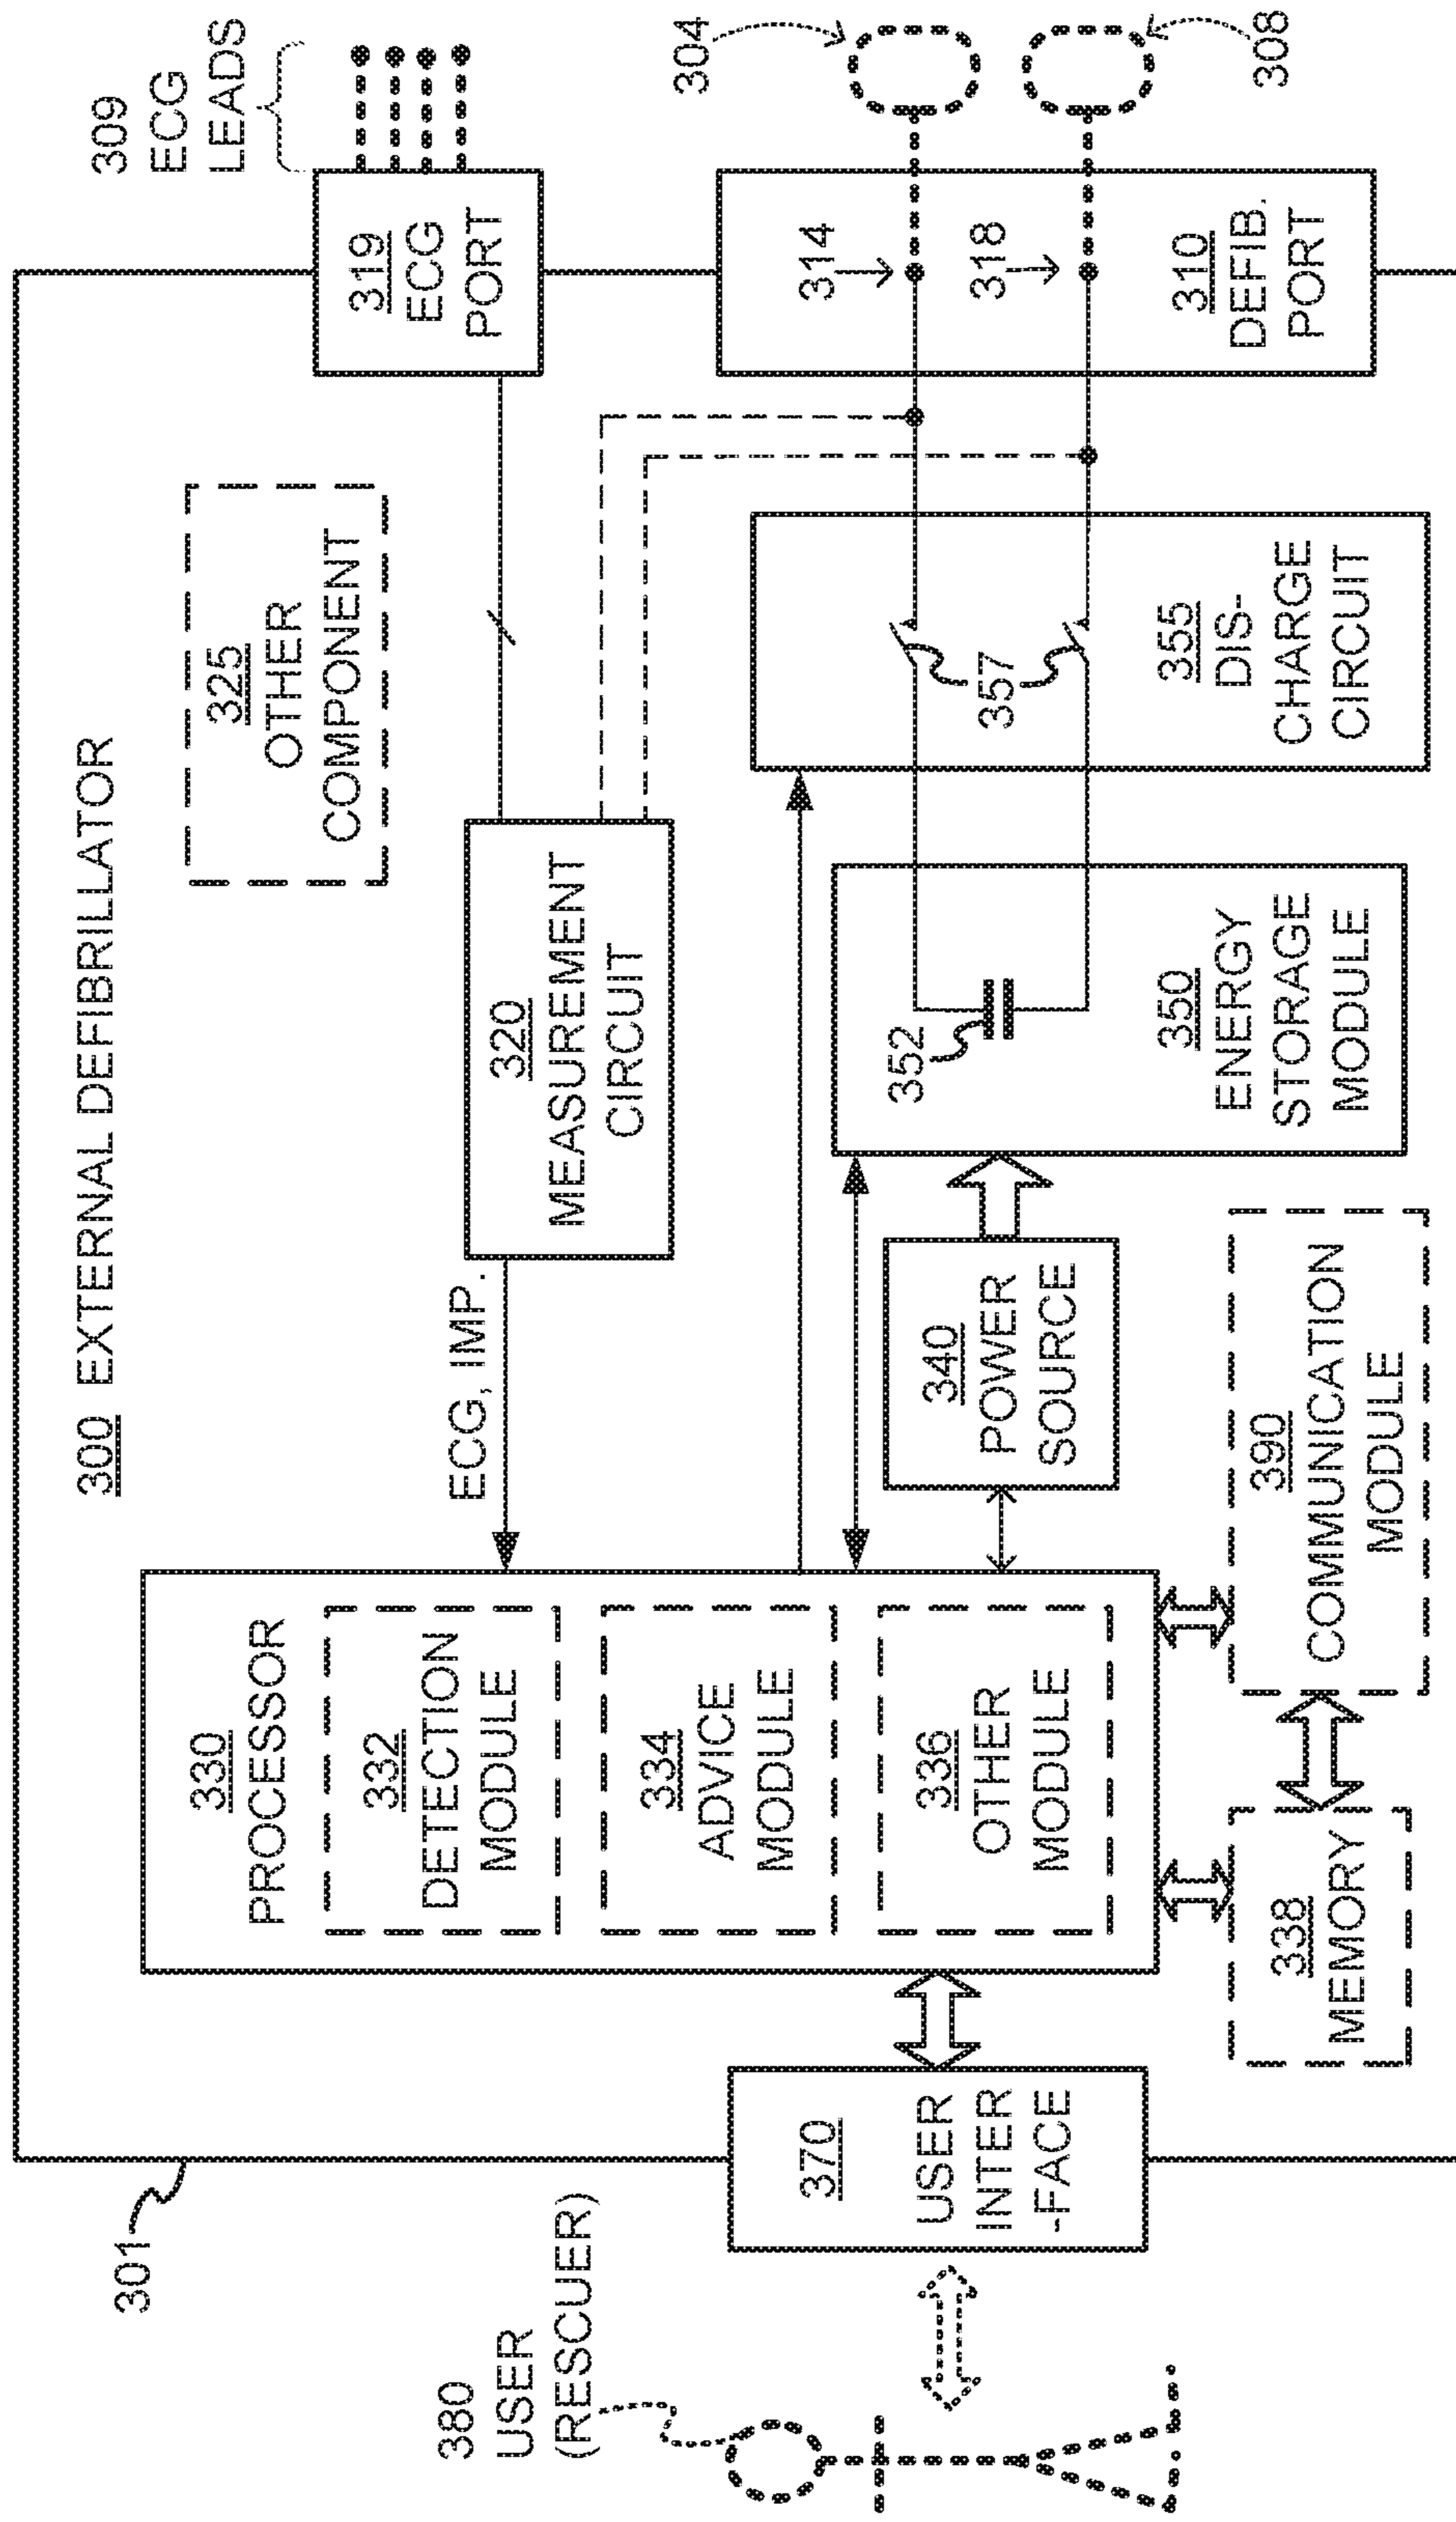 300 EXTERNAL DEFIBRILLATOR
301
380
USER
(RESCUER)
370
USER
INTER
-FACE
330
PROCESSOR
332
DETECTION
MODULE
334
ADVICE
MODULE
336
OTHER
MODULE
338
MEMORY
390
COMMUNICATION
MODULE
ECG, IMP.
320
MEASUREMENT
CIRCUIT
340
POWER
SOURCE
352
350
ENERGY
STORAGE
MODULE
325
OTHER
COMPONENT
357
355
DIS-
CHARGE
CIRCUIT
319
ECG
PORT
314
318
310
DEFIB.
PORT
309
ECG
LEADS
304
308